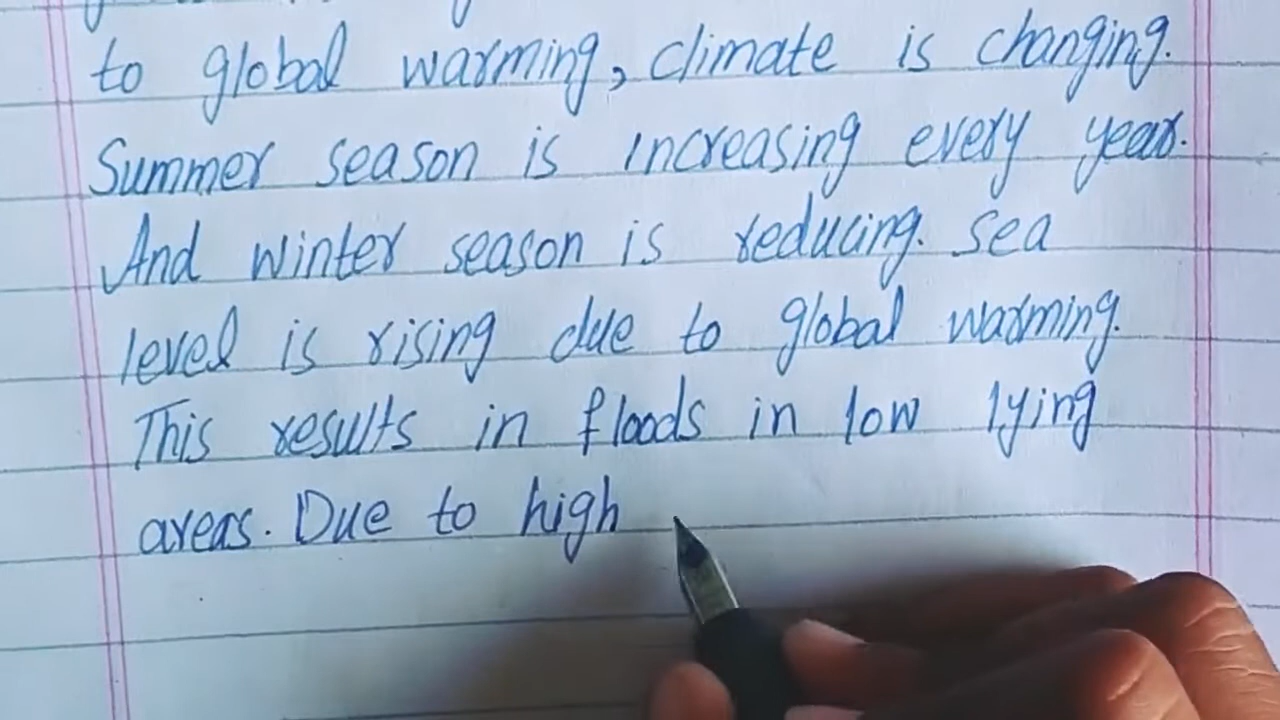 to global warming, climate is changing.
Summer season is increasing every year.
And winter season is reducing. sea
level is rising due to global warming.
This results in floods in low lying
areas. Due to high